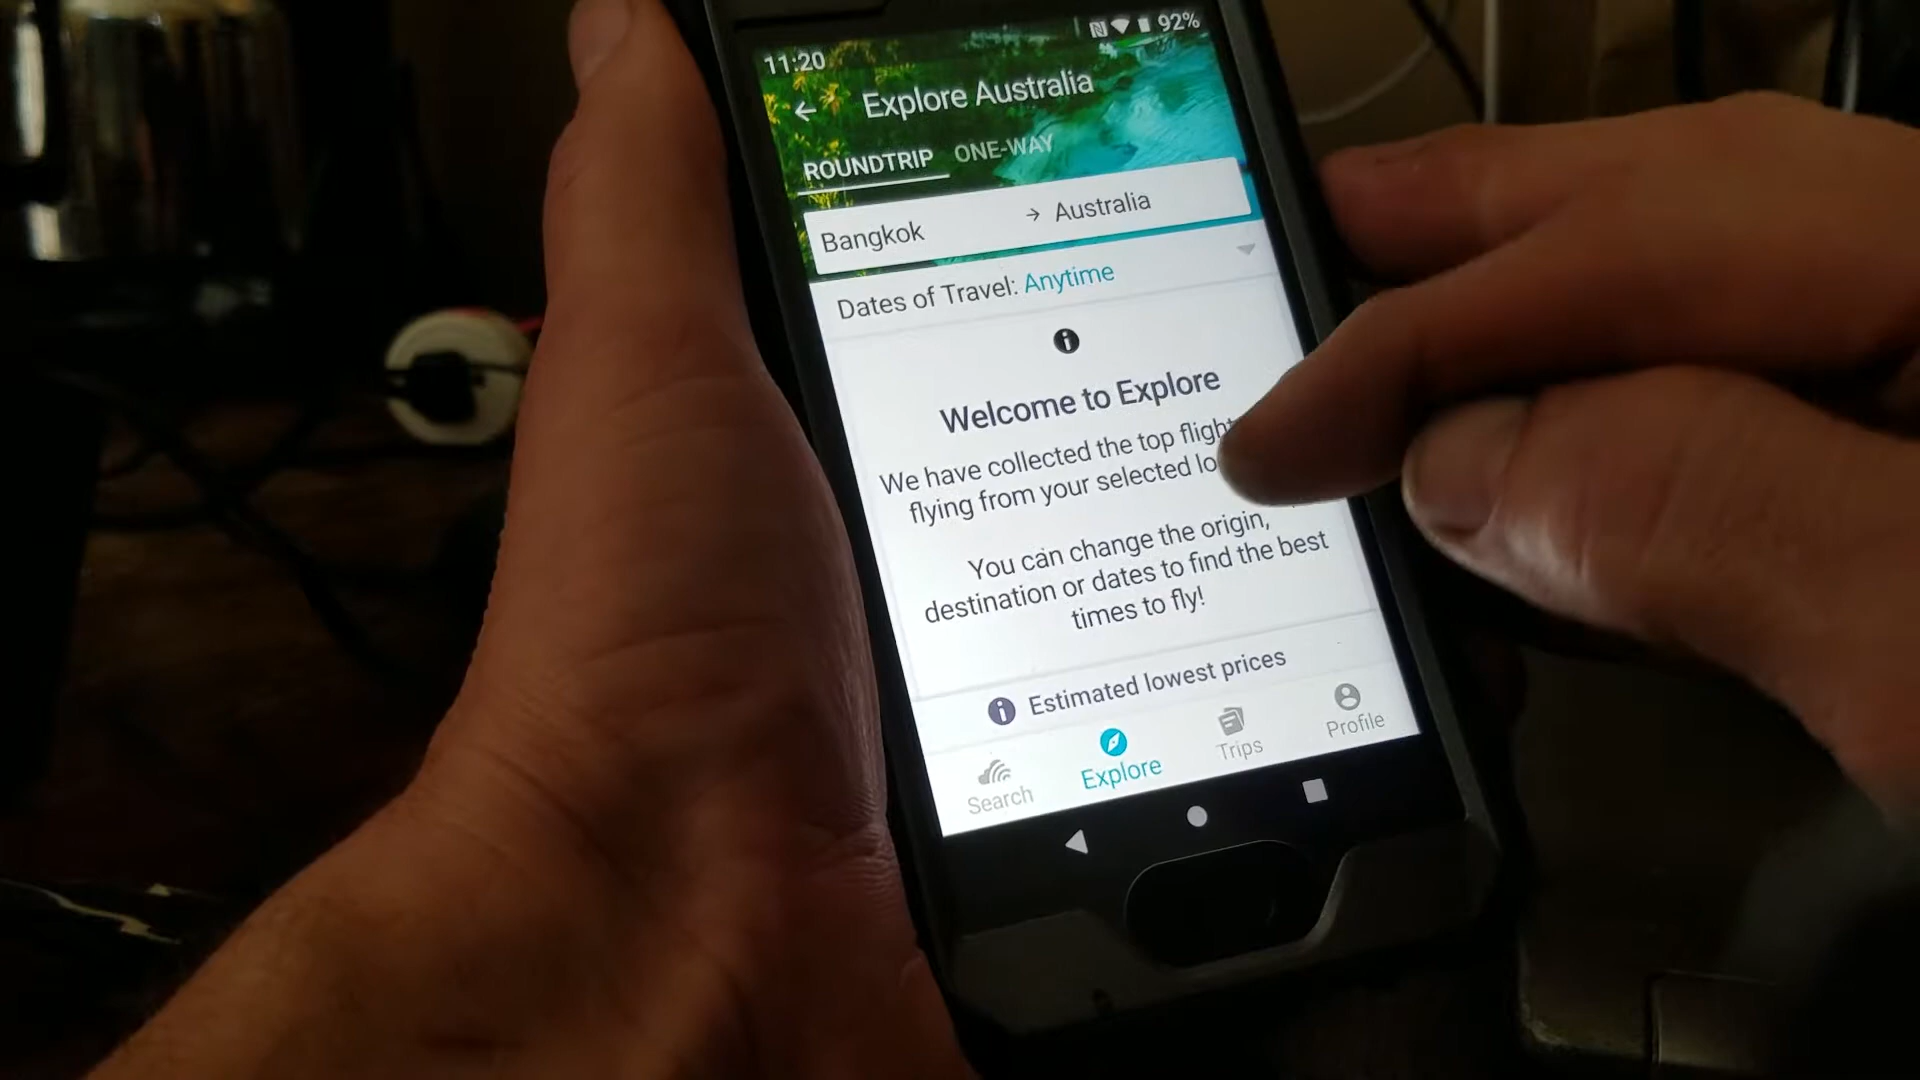 11:20 92%
Explore Australia
ROUNDTRIP ONE-WAY
Bangkok → Australia
Dates of Travel: Anytime
Welcome to Explore
We have collected the top flight
flying from your selected
You can change the origin,
destination or dates to find the best
times to fly!
Estimated lowest prices
Search Explore Trips Profile